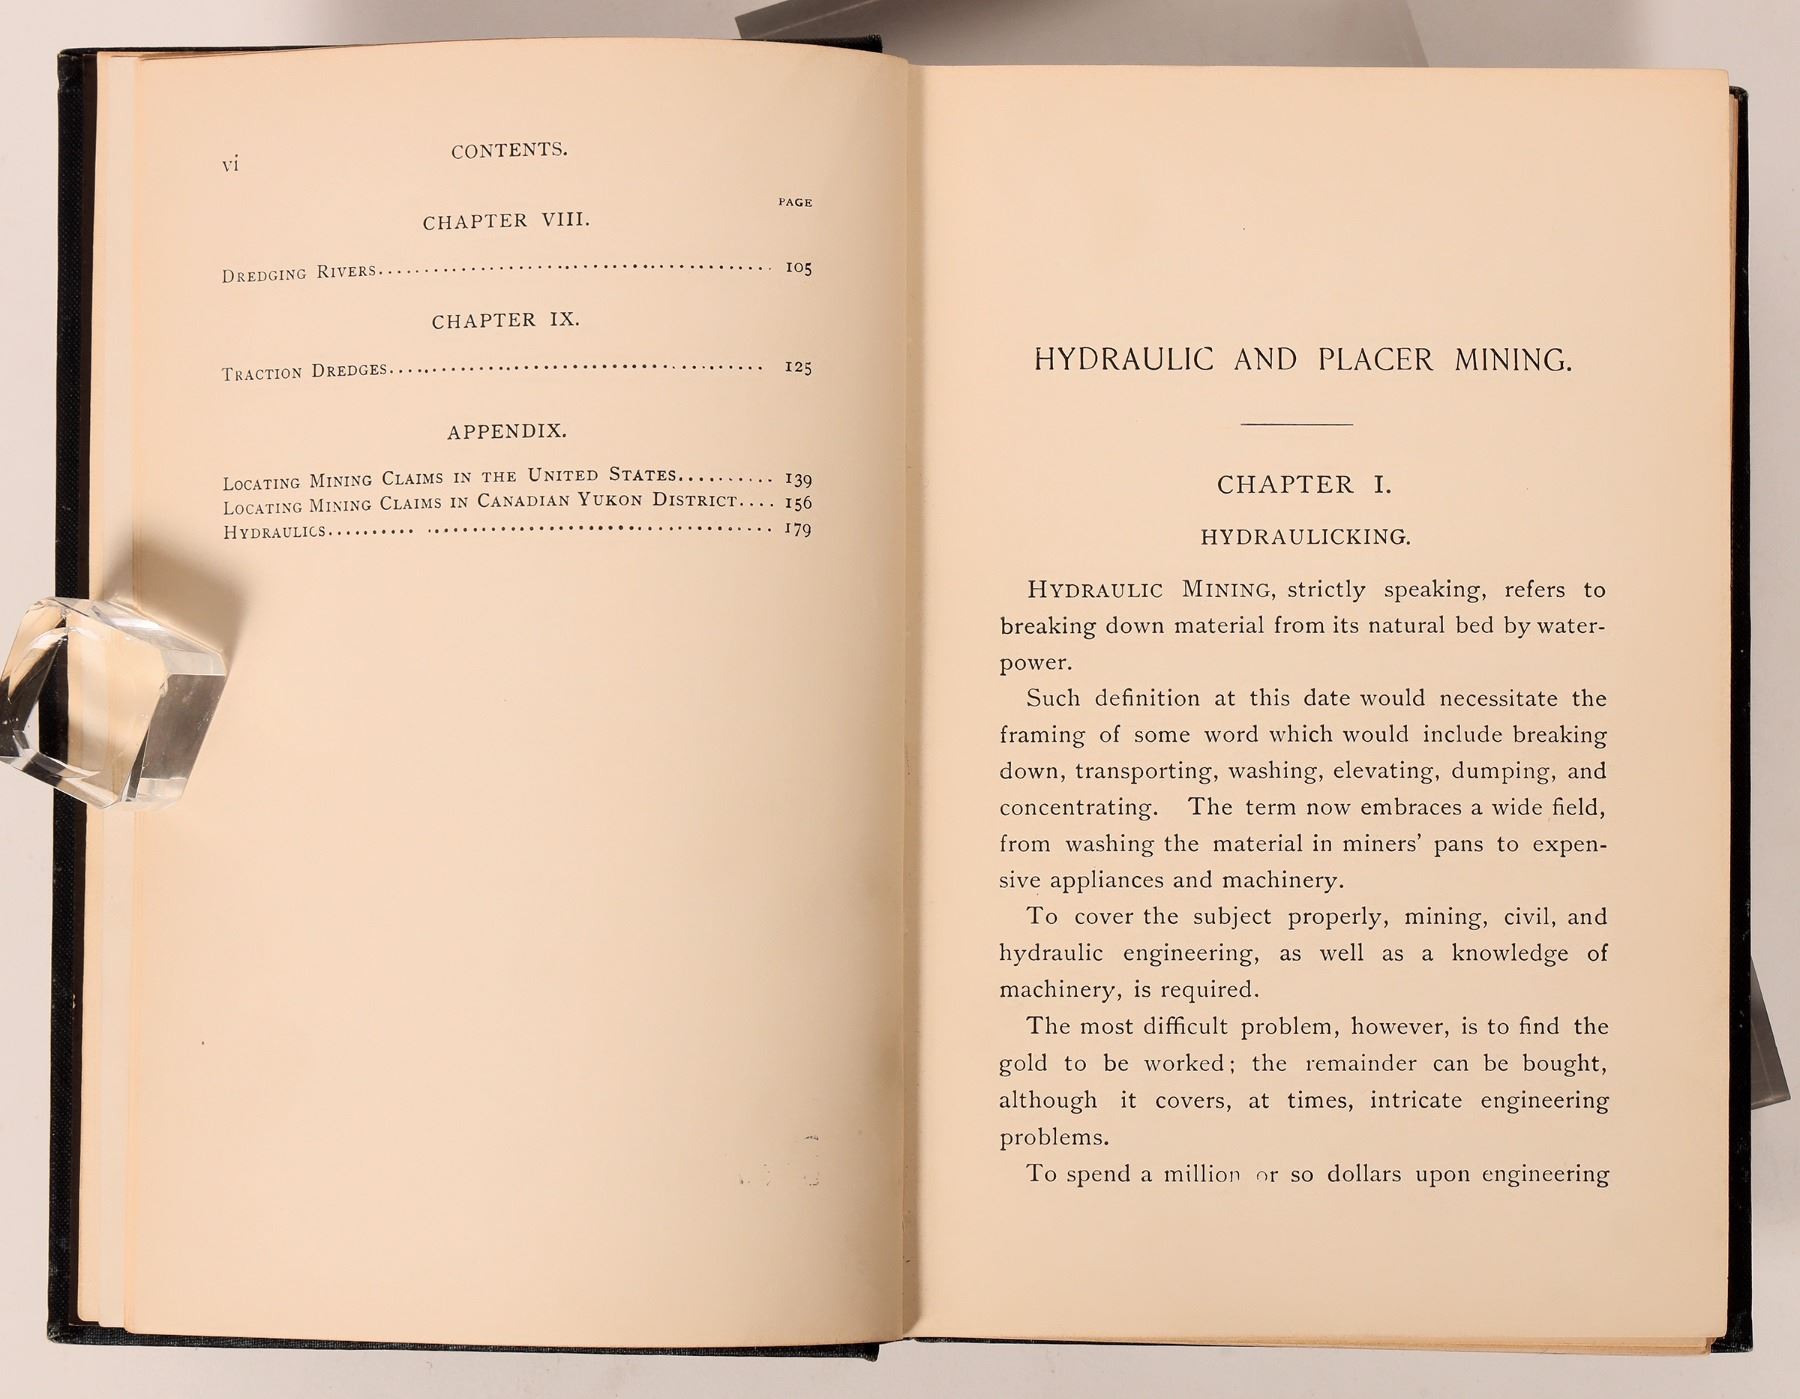 vi
CONTENTS.
PAGE
CHAPTER VIII.
DREDGING RIVERS........................................... 105
CHAPTER IX.
TRACTION DREDGES......................................... 125
APPENDIX.
LOCATING MINING CLAIMS IN THE UNITED STATES.......... 139
LOCATING MINING CLAIMS IN CANADIAN YUKON DISTRICT.... 156
HYDRAULICS.......... ...................................... 179
HYDRAULIC AND PLACER MINING.
CHAPTER I.
HYDRAULICKING.
HYDRAULIC MINING, strictly speaking, refers to
breaking down material from its natural bed by water-
power.
Such definition at this date would necessitate the
framing of some word which would include breaking
down, transporting, washing, elevating, dumping, and
concentrating. The term now embraces a wide field,
from washing the material in miners' pans to expen-
sive appliances and machinery.
To cover the subject properly, mining, civil, and
hydraulic engineering, as well as a knowledge of
machinery, is required.
The most difficult problem, however, is to find the
gold to be worked; the remainder can be bought,
although it covers, at times, intricate engineering
problems.
To spend a million or so dollars upon engineering